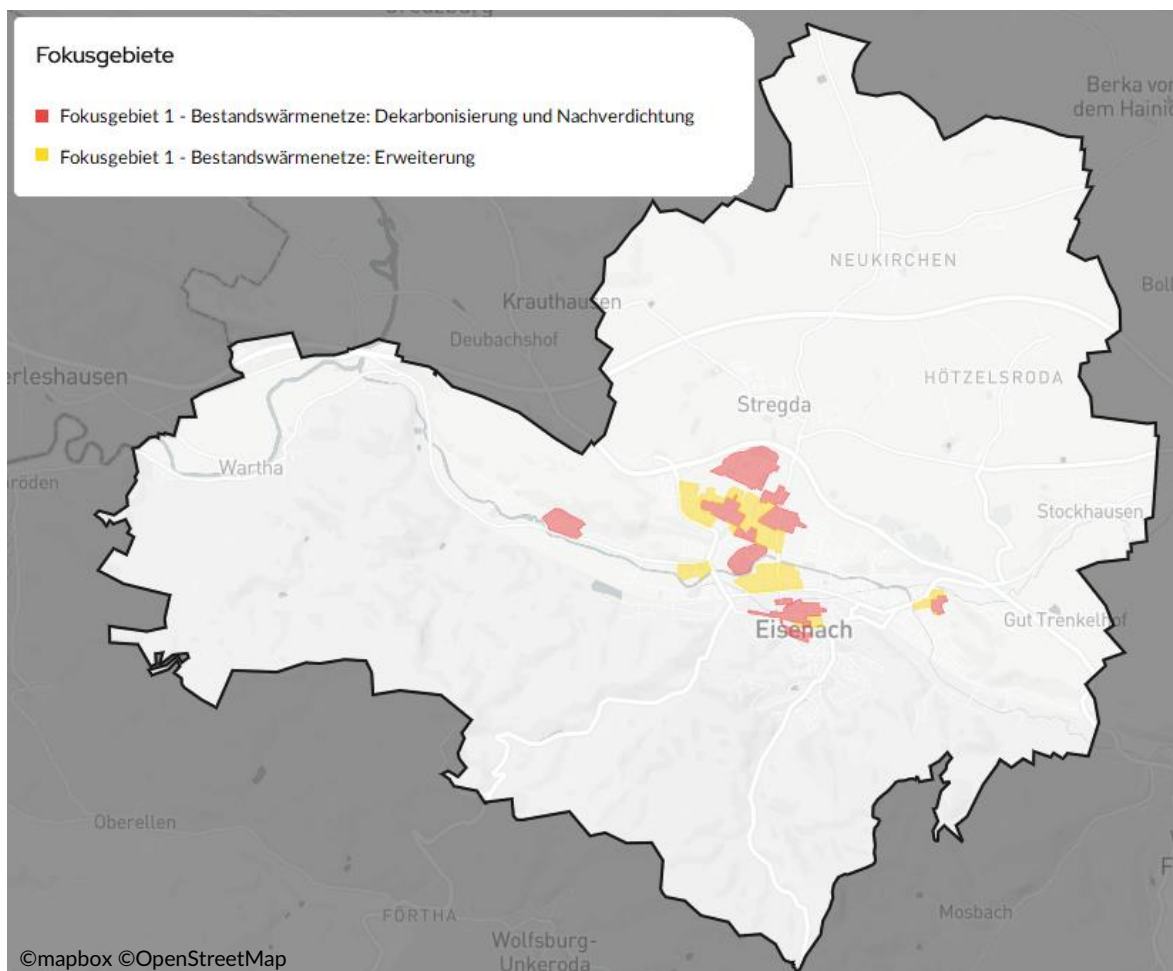 Fokusgebiete
Fokusgebiet 1 - Bestandswärmenetze: Dekarbonisierung und Nachverdichtung
Fokusgebiet 1 - Bestandswärmenetze: Erweiterung
Berka vor
dem Hainich
NEUKIRCHEN
Krauthausen
Deubachshof
erleshausen
HÖTZELSRODA
Stregda
Wartha
Stockhausen
Gut Trenkelhof
Eisenach
Oberellen
FÖRTHA
Mosbach
Wolfsburg-
Unkeroda
©mapbox ©OpenStreetMap